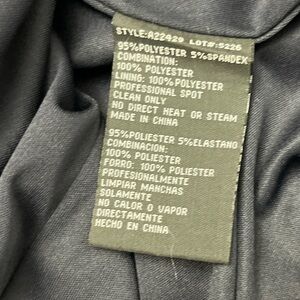 STYLE:A22429 LOT#:5226
95%POLYESTER 5%SPANDEX
COMBINATION:
100% POLYESTER
LINING: 100%POLYESTER
PROFESSIONAL SPOT
CLEAN ONLY
NO DIRECT HEAT OR STEAM
MADE IN CHINA
95%POLIESTER 5%ELASTANO
COMBINACION:
100% POLIESTER
FORRO: 100% POLIESTER
PROFESIONALMENTE
LIMPIAR MANCHAS
SOLAMENTE
NO CALOR O VAPOR
DIRECTAMENTE
HECHO EN CHINA